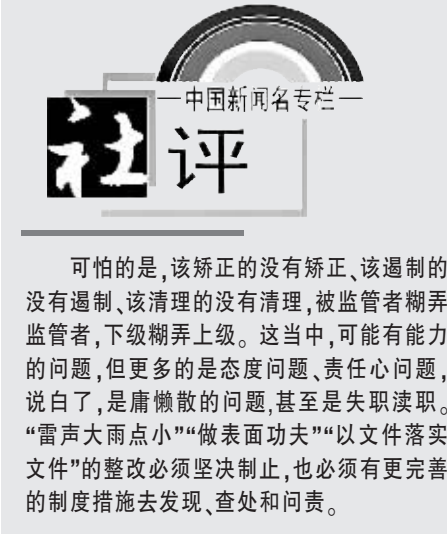 —中国新闻名专栏—
社评
可怕的是,该矫正的没有矫正、该遏制的
没有遏制、该清理的没有清理,被监管者糊弄
监管者,下级糊弄上级。这当中,可能有能力
的问题,但更多的是态度问题、责任心问题,
说白了,是庸懒散的问题,甚至是失职渎职。
“雷声大雨点小”“做表面功夫”“以文件落实
文件”的整改必须坚决制止,也必须有更完善
的制度措施去发现、查处和问责。